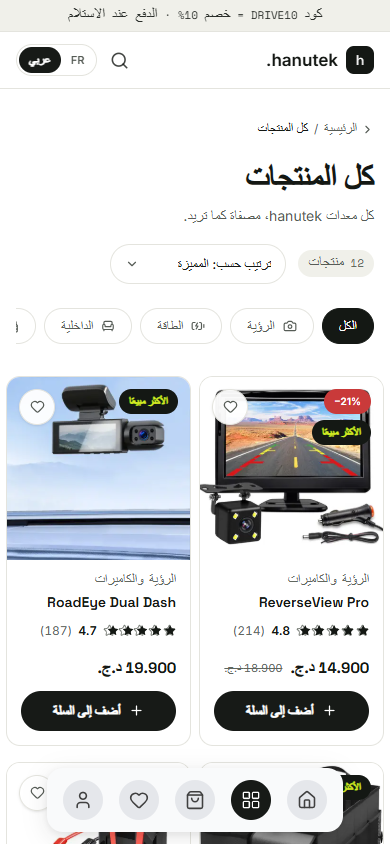 كود DRIVE10 = خصم 10% · الدفع عند الاستلام
h hanutek.
FR عربي
الرئيسية / كل المنتجات
كل المنتجات
كل معدات hanutek، مصفاة كما تريد.
12 منتجات
ترتيب حسب: المميزة
الكل الرؤية الطاقة الداخلية
−21%
الأكثر مبيعًا
الرؤية والكاميرات
ReverseView Pro
4.8 (214)
14.900 د.ج. 18.900 د.ج.
أضف إلى السلة
الأكثر مبيعًا
الرؤية والكاميرات
RoadEye Dual Dash
4.7 (187)
19.900 د.ج.
أضف إلى السلة